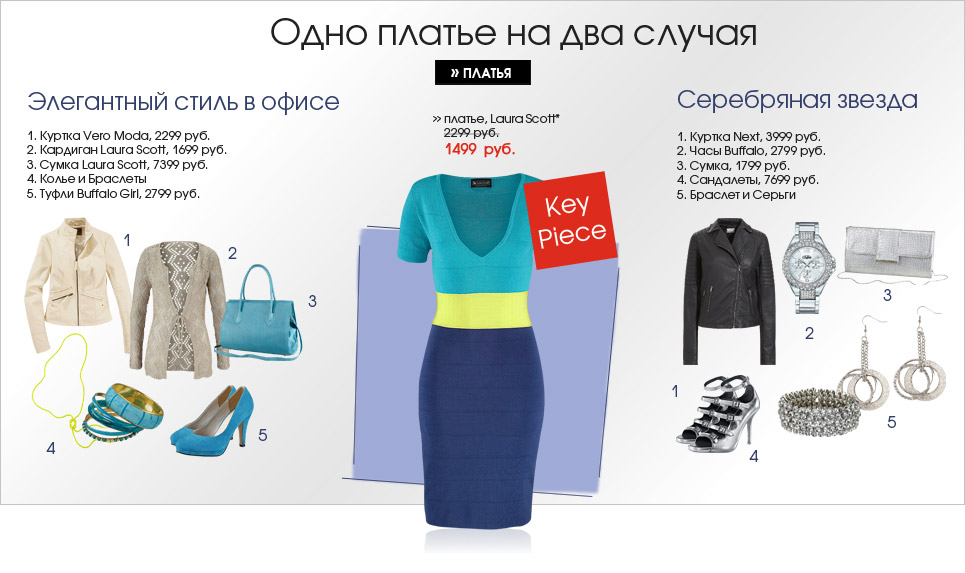 Одно платье на два случая
» ПЛАТЬЯ
Элегантный стиль в офисе
1. Куртка Vero Moda, 2299 руб.
2. Кардиган Laura Scott, 1699 руб.
3. Сумка Laura Scott, 7399 руб.
4. Колье и Браслеты
5. Туфли Buffalo Girl, 2799 руб.
1
2
3
4
5
» платье, Laura Scott*
2299 руб.
1499 руб.
Key
Piece
Серебряная звезда
1. Куртка Next, 3999 руб.
2. Часы Buffalo, 2799 руб.
3. Сумка, 1799 руб.
4. Сандалеты, 7699 руб.
5. Браслет и Серьги
3
2
1
5
4